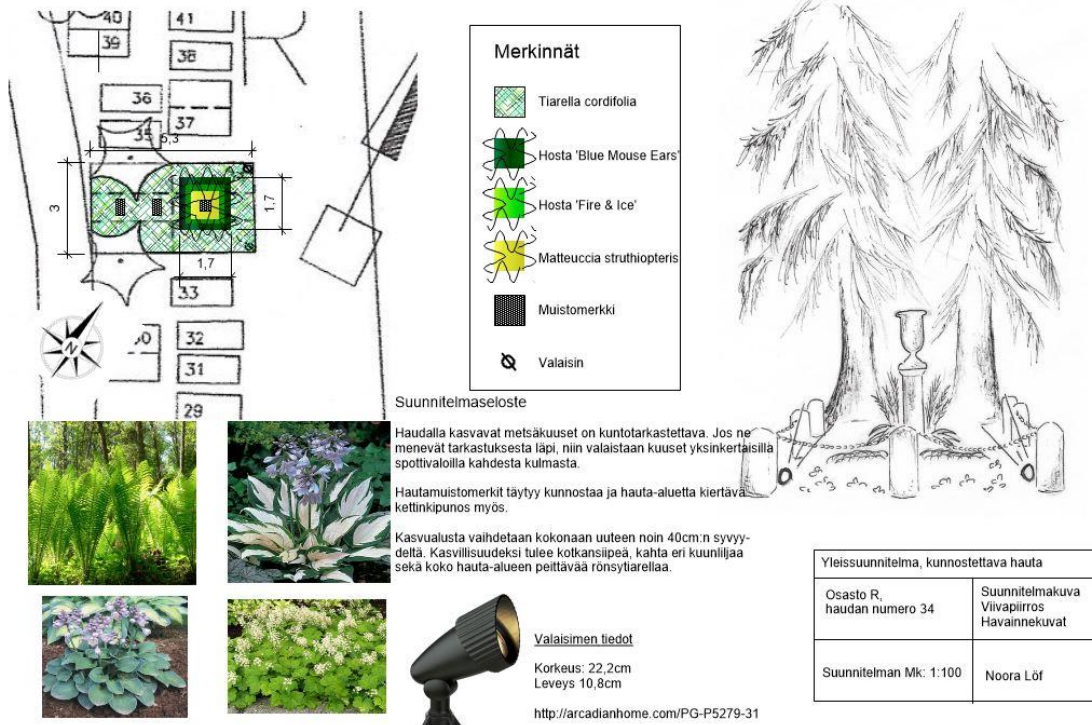 40
41
39
38
36
37
35
5,3
3
1,7
1,7
33
32
31
29
N
Merkinnät
Tiarella cordifolia
Hosta 'Blue Mouse Ears'
Hosta 'Fire & Ice'
Matteuccia struthiopteris
Muistomerkki
Valaisin
Suunnitelmaseloste
Haudalla kasvavat metsäkuuset on kuntotarkastettava. Jos ne
menevät tarkastuksesta läpi, niin valaistaan kuuset yksinkertaisilla
spottivaloilla kahdesta kulmasta.
Hautamuistomerkit täytyy kunnostaa ja hauta-aluetta kiertävä
kettinkipunos myös.
Kasvualusta vaihdetaan kokonaan uuteen noin 40cm:n syvyy-
deltä. Kasvillisuudeksi tulee kotkansiipeä, kahta eri kuunliljaa
sekä koko hauta-alueen peittävää rönsytiarellaa.
Valaisimen tiedot
Korkeus: 22,2cm
Leveys 10,8cm
http://arcadianhome.com/PG-P5279-31
Yleissuunnitelma, kunnostettava hauta
Osasto R,
haudan numero 34
Suunnitelmakuva
Viivapiirros
Havainnekuvat
Suunnitelman Mk: 1:100
Noora Löf